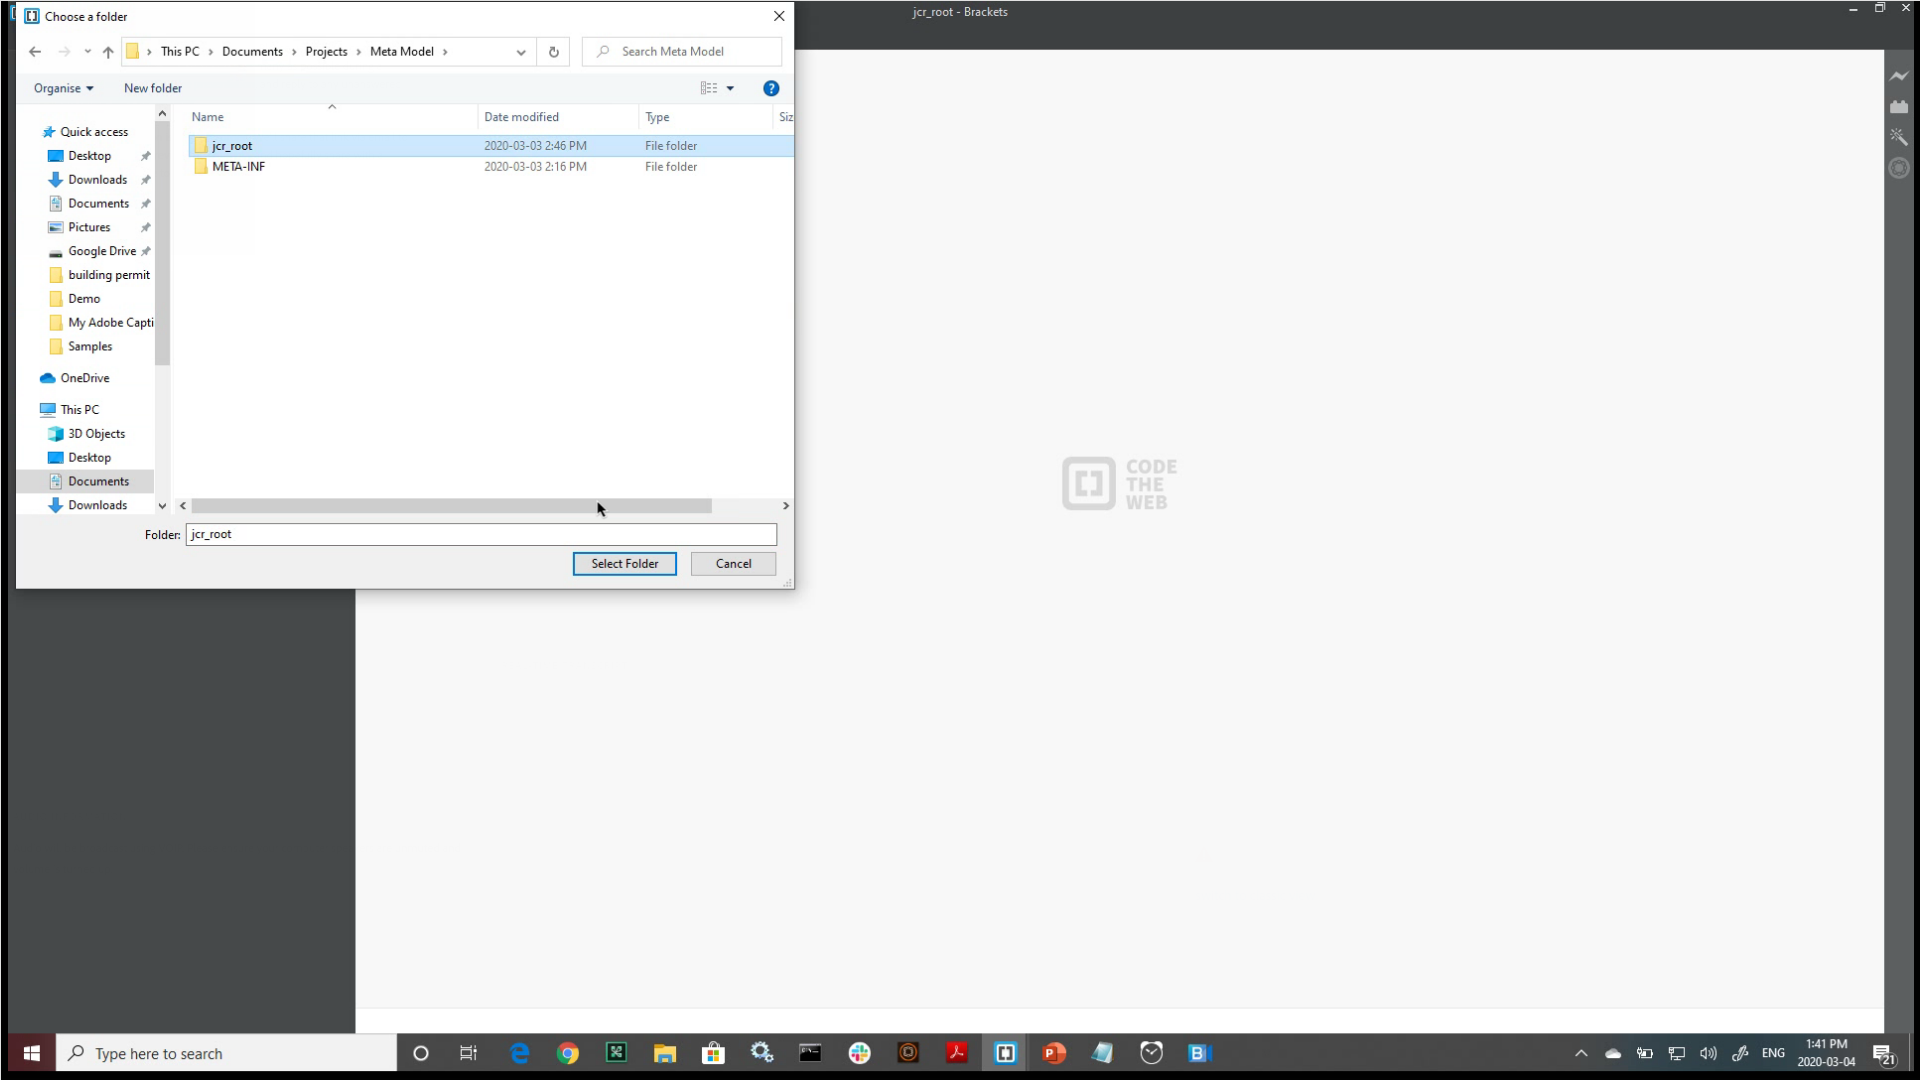 Choose a folder
jcr_root - Brackets
This PC > Documents > Projects > Meta Model >
Search Meta Model
Organise
New folder
Name
Date modified
Type
Siz
jcr_root
2020-03-03 2:46 PM
File folder
META-INF
2020-03-03 2:16 PM
File folder
Quick access
Desktop
Downloads
Documents
Pictures
Google Drive
building permit
Demo
My Adobe Capti
Samples
OneDrive
This PC
3D Objects
Desktop
Documents
Downloads
Folder: jcr_root
Select Folder
Cancel
CODE
THE
WEB
Type here to search
ENG
1:41 PM
2020-03-04
21